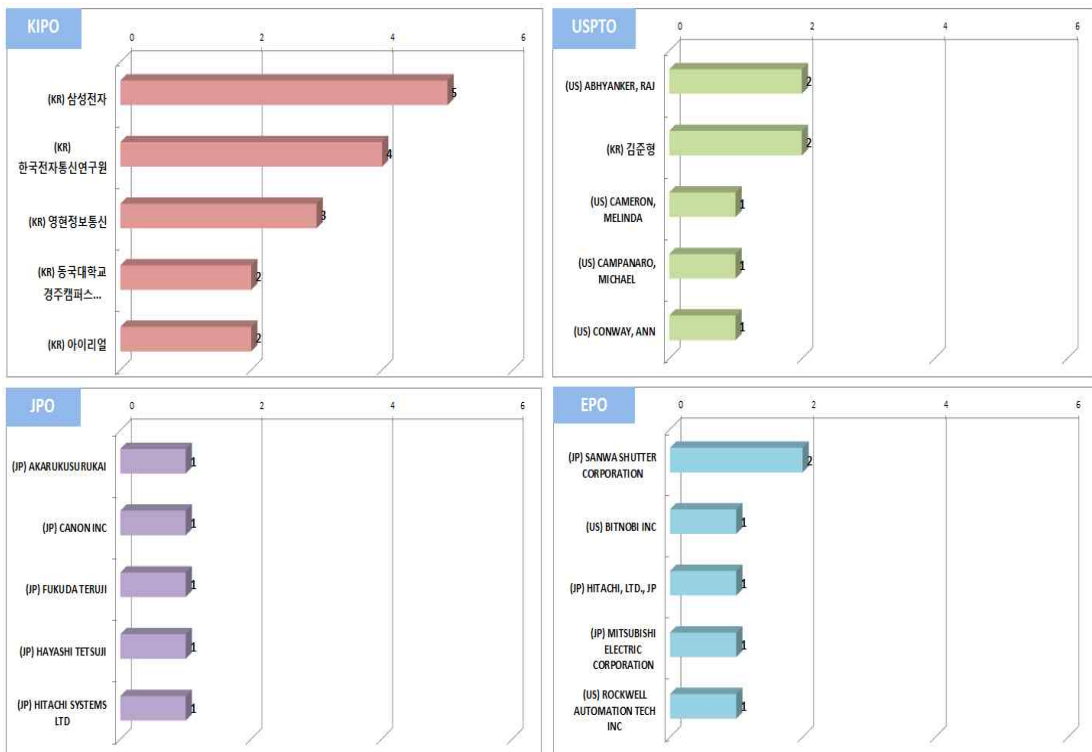 KIPO
0 2 4 6
(KR) 삼성전자
5
(KR)
한국전자통신연구원
4
(KR) 영현정보통신
3
(KR) 동국대학교
경주캠퍼스...
2
(KR) 아이리얼
2
USPTO
0 2 4 6
(US) ABHYANKER, RAJ
2
(KR) 김준형
2
(US) CAMERON,
MELINDA
1
(US) CAMPANARO,
MICHAEL
1
(US) CONWAY, ANN
1
JPO
0 2 4 6
(JP) AKARUKUSURUKAI
1
(JP) CANON INC
1
(JP) FUKUDA TERUJI
1
(JP) HAYASHI TETSUJI
1
(JP) HITACHI SYSTEMS
LTD
1
EPO
0 2 4 6
(JP) SANWA SHUTTER
CORPORATION
2
(US) BITNOBI INC
1
(JP) HITACHI, LTD., JP
1
(JP) MITSUBISHI
ELECTRIC
CORPORATION
1
(US) ROCKWELL
AUTOMATION TECH
INC
1